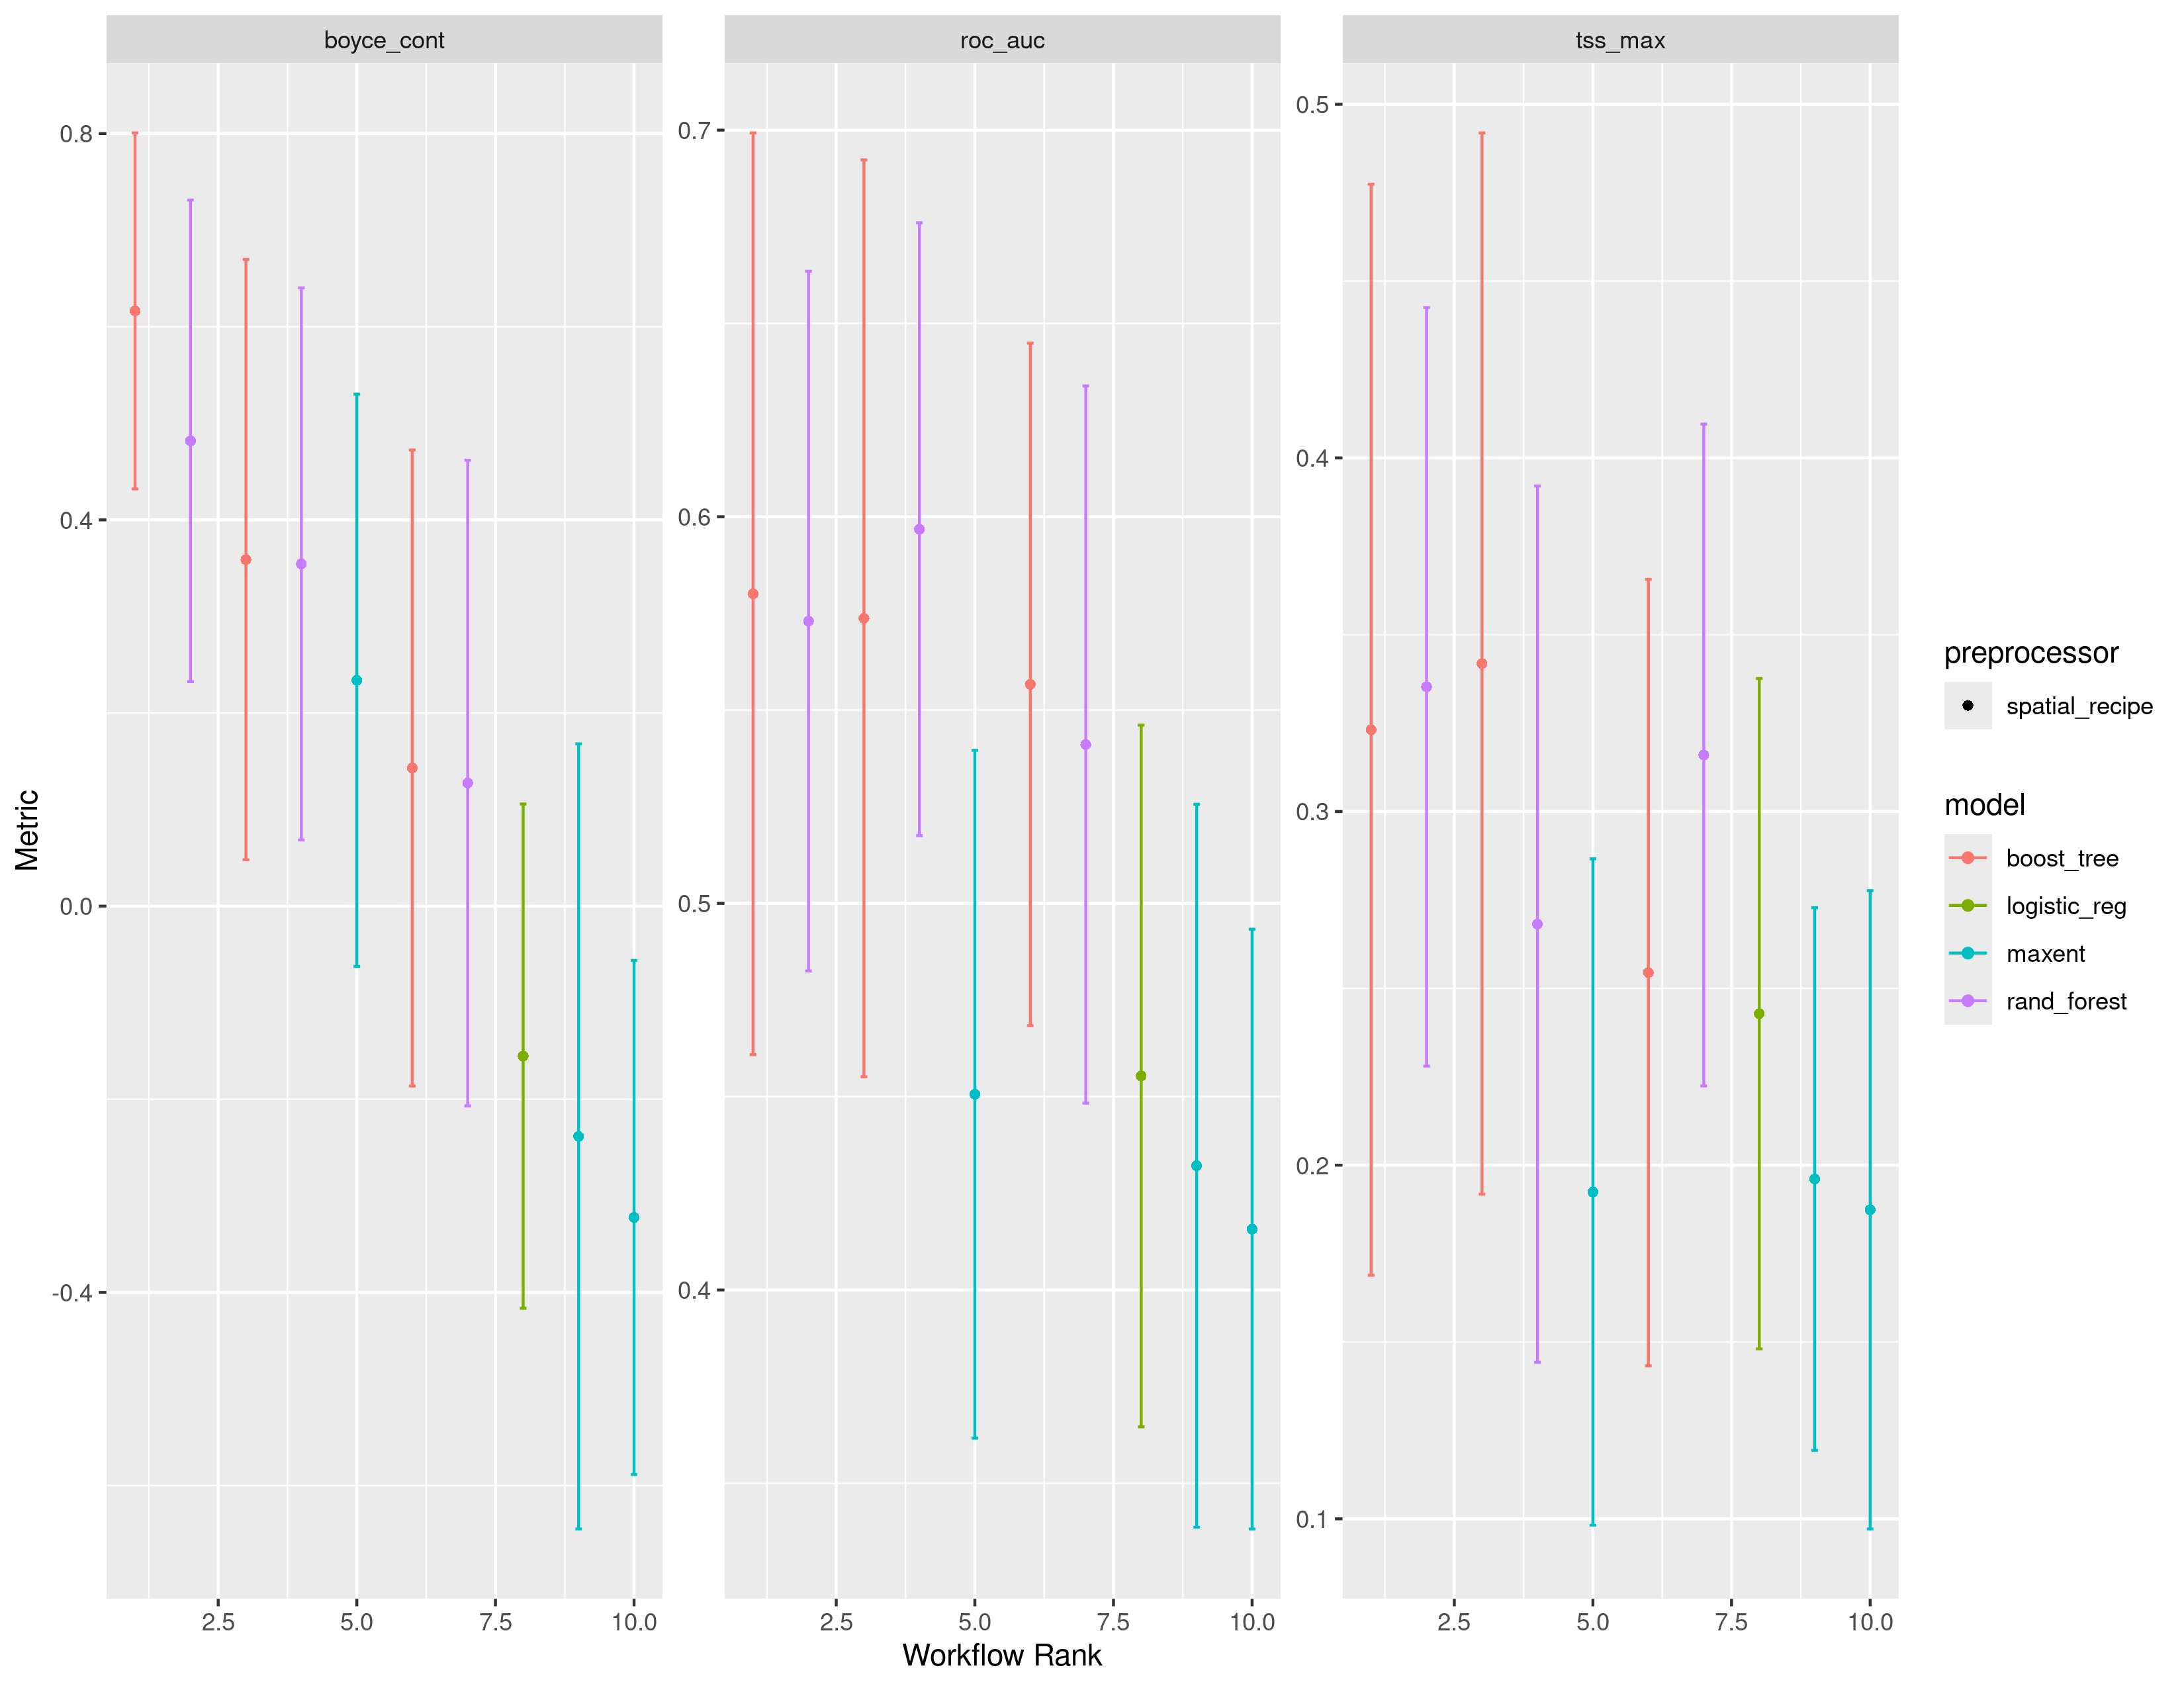 boyce_cont
roc_auc
tss_max
0.8
0.4
0.0
-0.4
0.7
0.6
0.5
0.4
0.5
0.4
0.3
0.2
0.1
2.5 5.0 7.5 10.0
2.5 5.0 7.5 10.0
2.5 5.0 7.5 10.0
Metric
Workflow Rank
preprocessor
spatial_recipe
model
boost_tree
logistic_reg
maxent
rand_forest